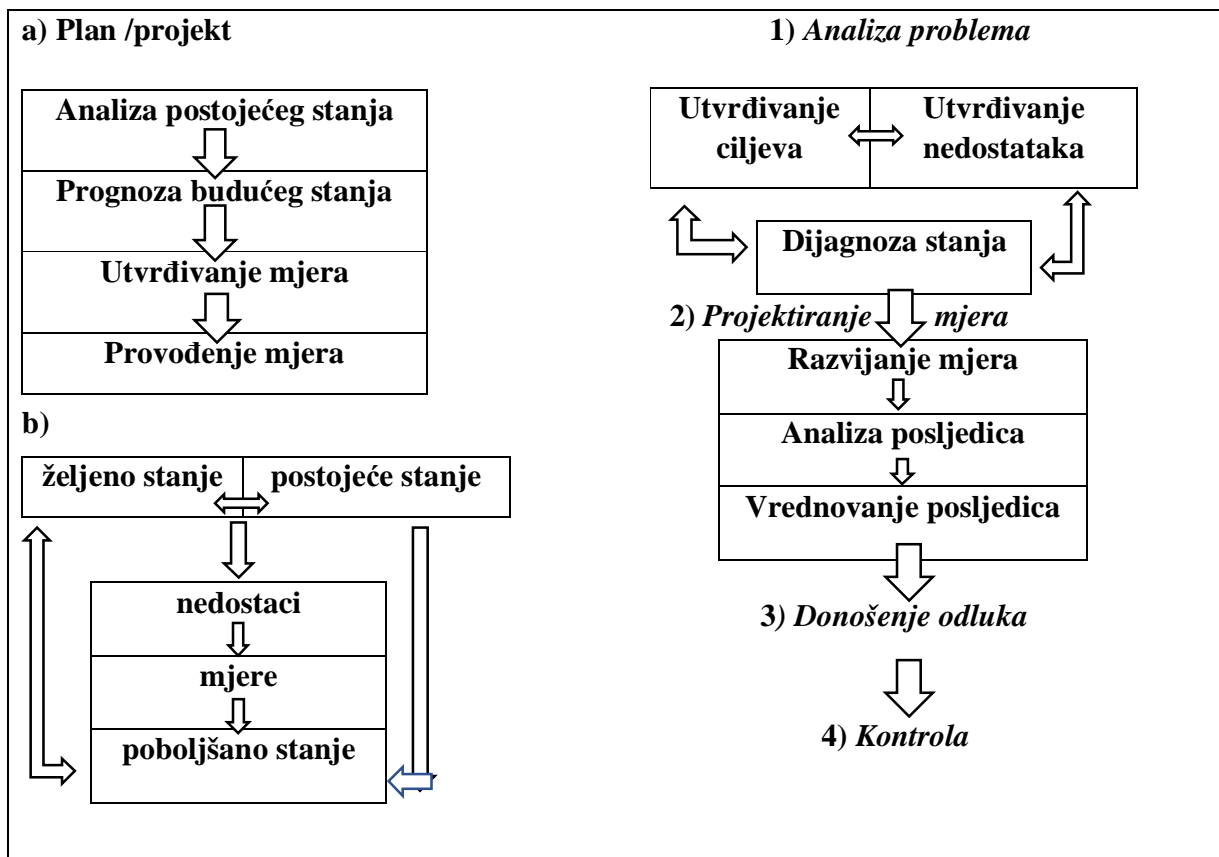 a) Plan /projekt
Analiza postojećeg stanja
Prognoza budućeg stanja
Utvrđivanje mjera
Provođenje mjera
b)
željeno stanje
postojeće stanje
nedostaci
mjere
poboljšano stanje
1) Analiza problema
Utvrđivanje
ciljeva
Utvrđivanje
nedostataka
Dijagnoza stanja
2) Projektiranje mjera
Razvijanje mjera
Analiza posljedica
Vrednovanje posljedica
3) Donošenje odluka
4) Kontrola